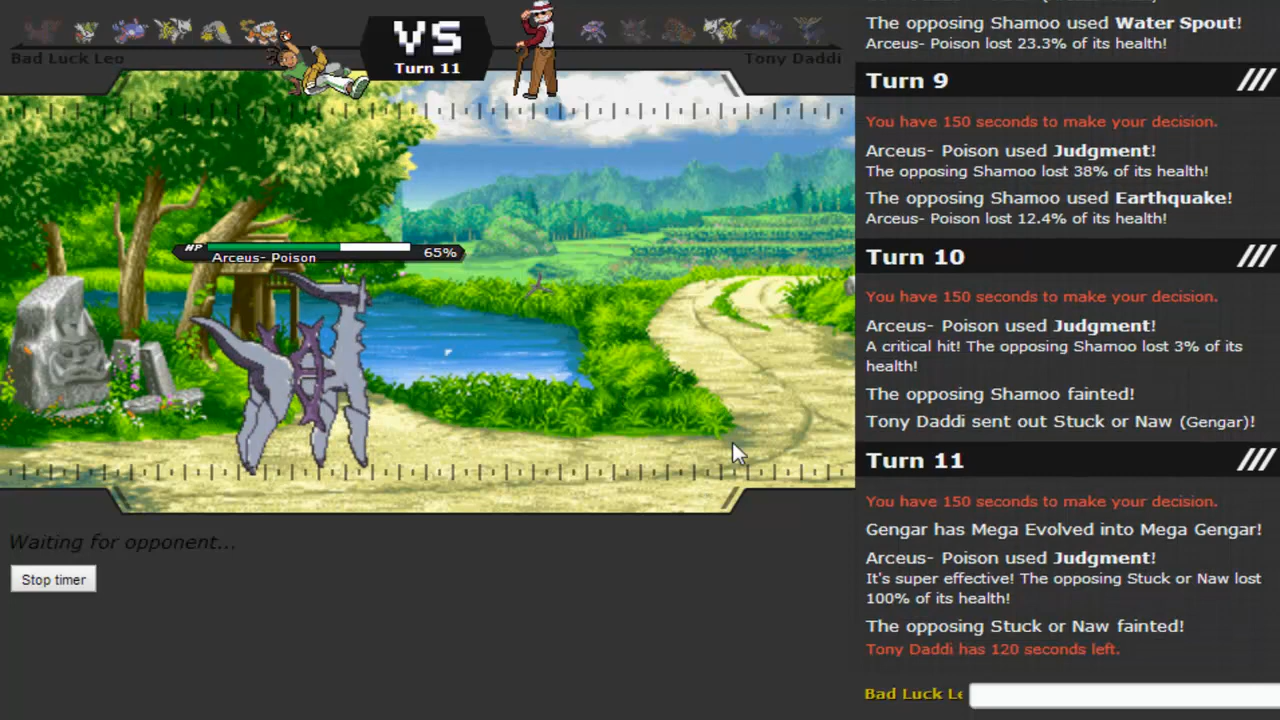 VS
Turn 11
Bad Luck Leo
Tony Daddi
HP
65%
Arceus- Poison
Waiting for opponent...
Stop timer
The opposing Shamoo used Water Spout!
Arceus- Poison lost 23.3% of its health!
Turn 9
You have 150 seconds to make your decision.
Arceus- Poison used Judgment!
The opposing Shamoo lost 38% of its health!
The opposing Shamoo used Earthquake!
Arceus- Poison lost 12.4% of its health!
Turn 10
You have 150 seconds to make your decision.
Arceus- Poison used Judgment!
A critical hit! The opposing Shamoo lost 3% of its
health!
The opposing Shamoo fainted!
Tony Daddi sent out Stuck or Naw (Gengar)!
Turn 11
You have 150 seconds to make your decision.
Gengar has Mega Evolved into Mega Gengar!
Arceus- Poison used Judgment!
It's super effective! The opposing Stuck or Naw lost
100% of its health!
The opposing Stuck or Naw fainted!
Tony Daddi has 120 seconds left.
Bad Luck Le